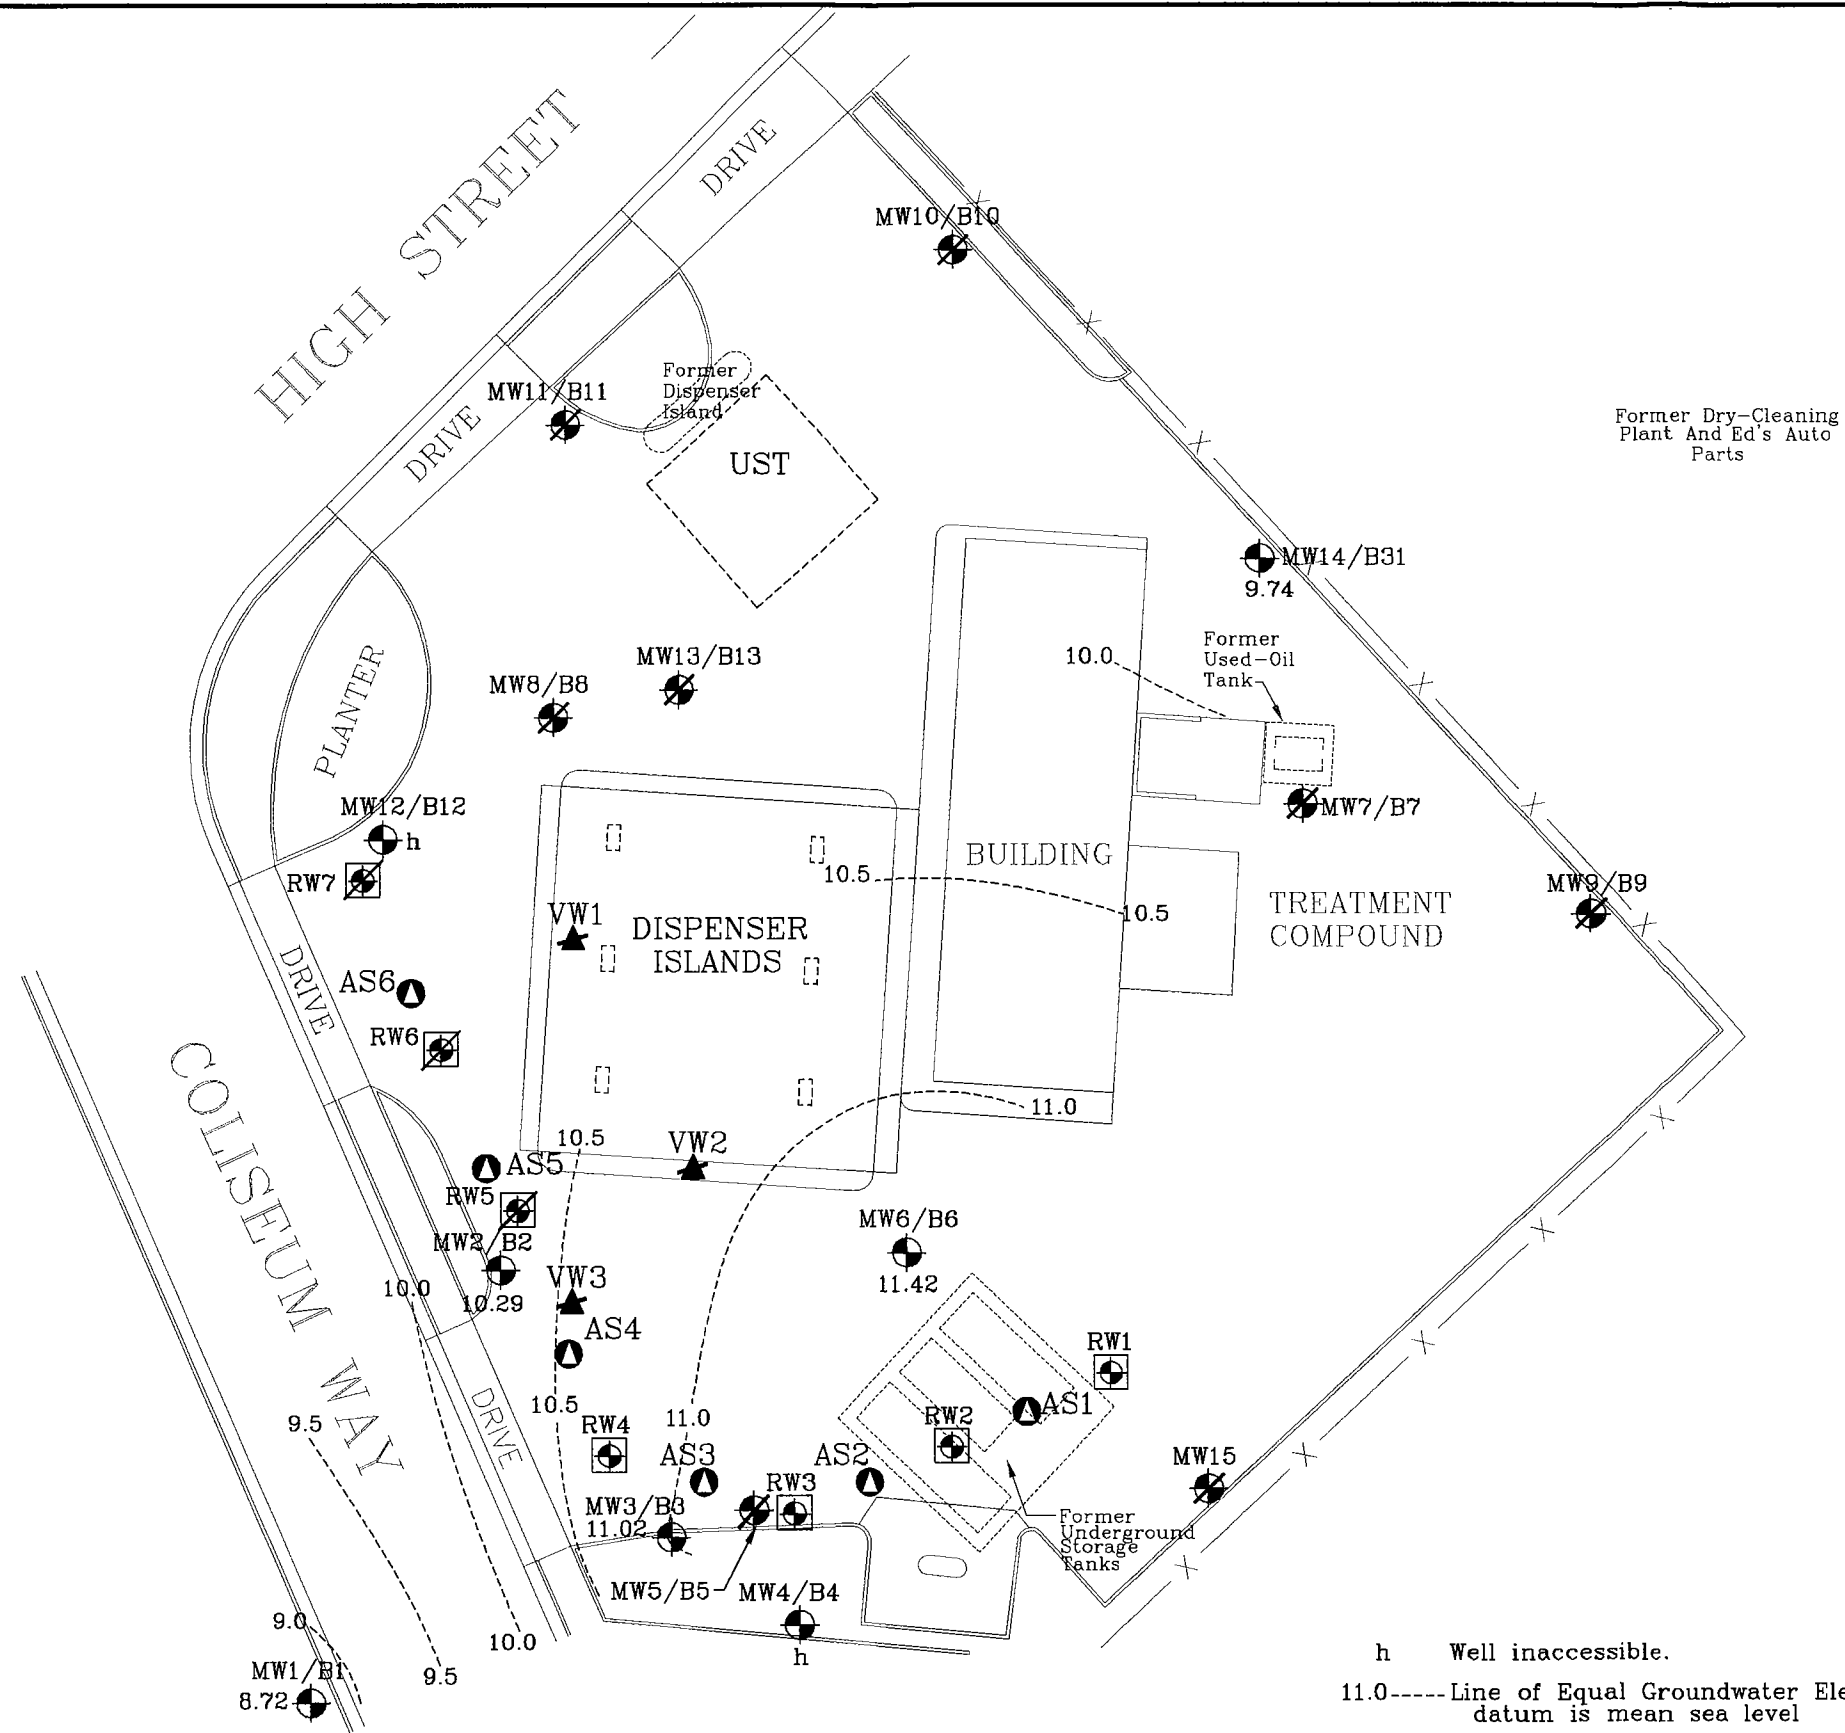 HIGH STREET
DRIVE
MW10/B10
Former
Dispenser
Island
MW11/B11
DRIVE
UST
Former Dry-Cleaning
Plant And Ed's Auto
Parts
MW14/B31
9.74
Former
Used-Oil
Tank
10.0
MW13/B13
MW8/B8
PLANTER
MW12/B12
h
RW7
MW7/B7
BUILDING
10.5
10.5
TREATMENT
COMPOUND
MW9/B9
VW1
DISPENSER
ISLANDS
DRIVE
AS6
RW6
COLISEUM WAY
11.0
10.5
VW2
AS5
RW5
MW2/B2
10.29
MW6/B6
11.42
10.0
VW3
AS4
RW1
AS1
10.5
11.0
9.5
DRIVE
RW4
RW2
AS3
AS2
RW3
MW15
MW3/B3
11.02
Former
Underground
Storage
Tanks
MW5/B5
MW4/B4
h
9.0
10.0
9.5
MW1/B1
8.72
h Well inaccessible.
11.0-----Line of Equal Groundwater Ele
datum is mean sea level